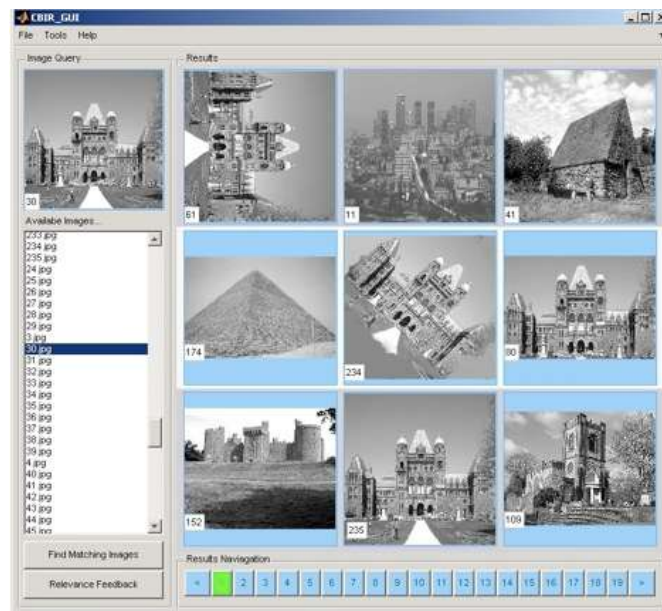 CBIR_GUI
File Tools Help
Image Query
30
Availabe Images...
233.jpg
234.jpg
235.jpg
24.jpg
25.jpg
26.jpg
27.jpg
28.jpg
29.jpg
3.jpg
30.jpg
31.jpg
32.jpg
33.jpg
34.jpg
35.jpg
36.jpg
37.jpg
38.jpg
39.jpg
4.jpg
40.jpg
41.jpg
42.jpg
43.jpg
44.jpg
45.jpg
Find Matching Images
Relevance Feedback
Results
61 11 41
174 234 80
152 235 109
Results Naviagation
« 2 3 4 5 6 7 8 9 10 11 12 13 14 15 16 17 18 19 »